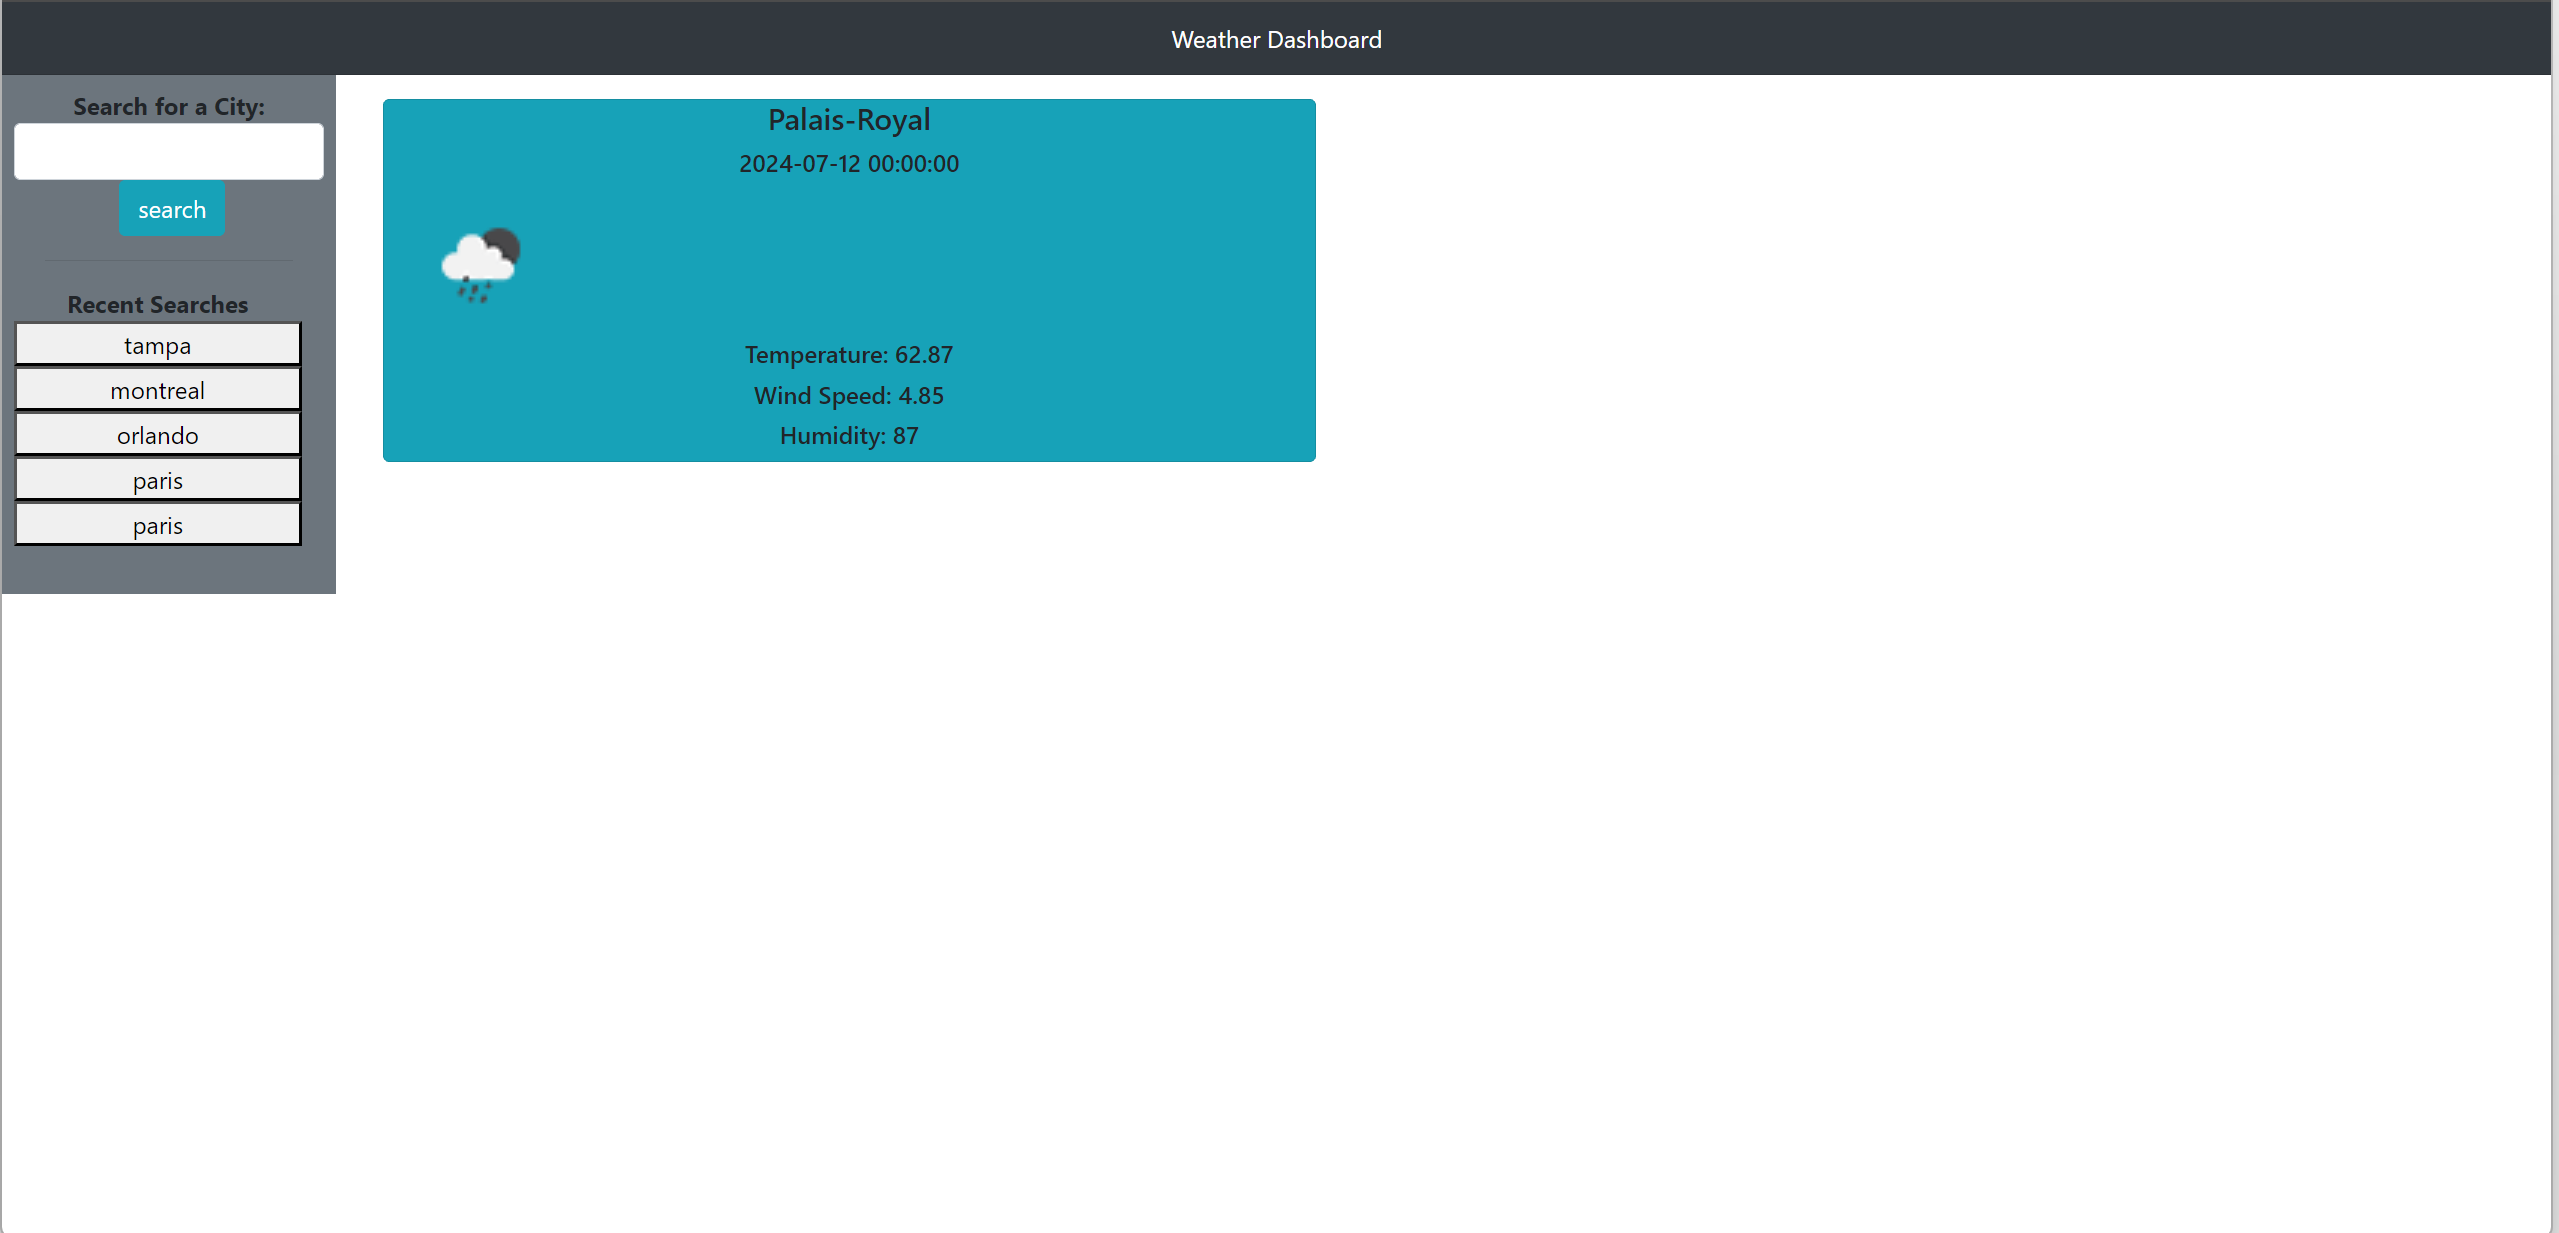 Weather Dashboard
Search for a City:
search
Recent Searches
tampa
montreal
orlando
paris
paris
Palais-Royal
2024-07-12 00:00:00
Temperature: 62.87
Wind Speed: 4.85
Humidity: 87